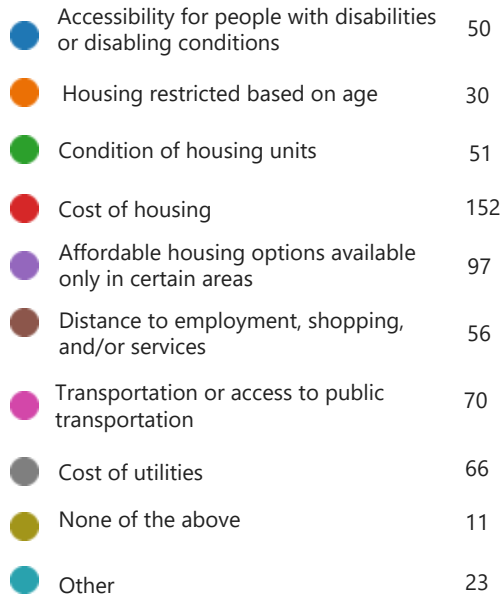 Accessibility for people with disabilities
or disabling conditions 50
Housing restricted based on age 30
Condition of housing units 51
Cost of housing 152
Affordable housing options available
only in certain areas 97
Distance to employment, shopping,
and/or services 56
Transportation or access to public
transportation 70
Cost of utilities 66
None of the above 11
Other 23